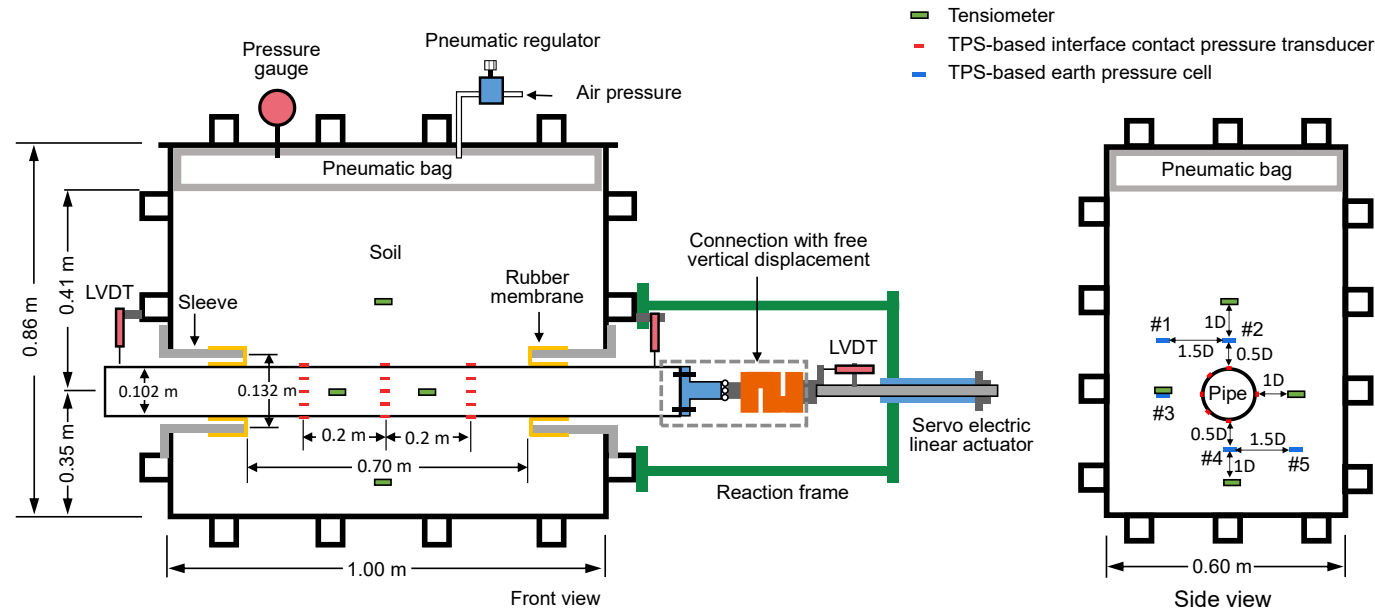 Tensiometer
TPS-based interface contact pressure transducer
TPS-based earth pressure cell
Pressure
gauge
Pneumatic regulator
Air pressure
Pneumatic bag
Soil
LVDT
Sleeve
Rubber
membrane
Connection with free
vertical displacement
LVDT
0.86 m
0.41 m
0.35 m
0.102 m
0.132 m
0.2 m
0.2 m
0.70 m
Servo electric
linear actuator
Reaction frame
1.00 m
Front view
Pneumatic bag
#1
#2
1D
1.5D
0.5D
Pipe
1D
#3
0.5D
1.5D
#4
#5
1D
0.60 m
Side view